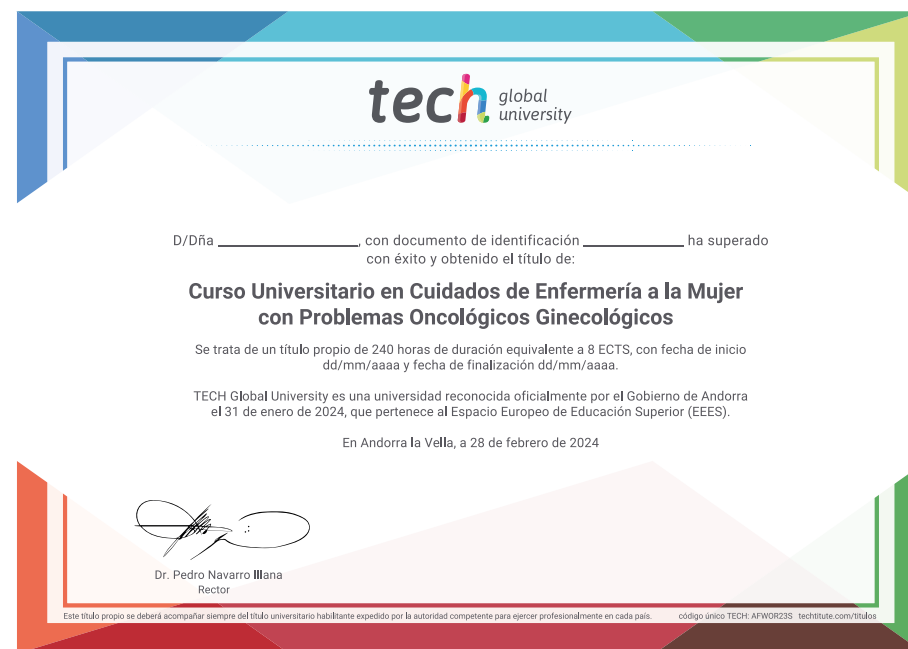 tech global university
D/Dña ____________, con documento de identificación ____________ ha superado
con éxito y obtenido el título de:
Curso Universitario en Cuidados de Enfermería a la Mujer
con Problemas Oncológicos Ginecológicos
Se trata de un título propio de 240 horas de duración equivalente a 8 ECTS, con fecha de inicio
dd/mm/aaaa y fecha de finalización dd/mm/aaaa.
TECH Global University es una universidad reconocida oficialmente por el Gobierno de Andorra
el 31 de enero de 2024, que pertenece al Espacio Europeo de Educación Superior (EEES).
En Andorra la Vella, a 28 de febrero de 2024
Dr. Pedro Navarro Illana
Rector
Este título propio se deberá acompañar siempre del título universitario habilitante expedido por la autoridad competente para ejercer profesionalmente en cada país. código único TECH: AFWOR23S techtitute.com/titulos